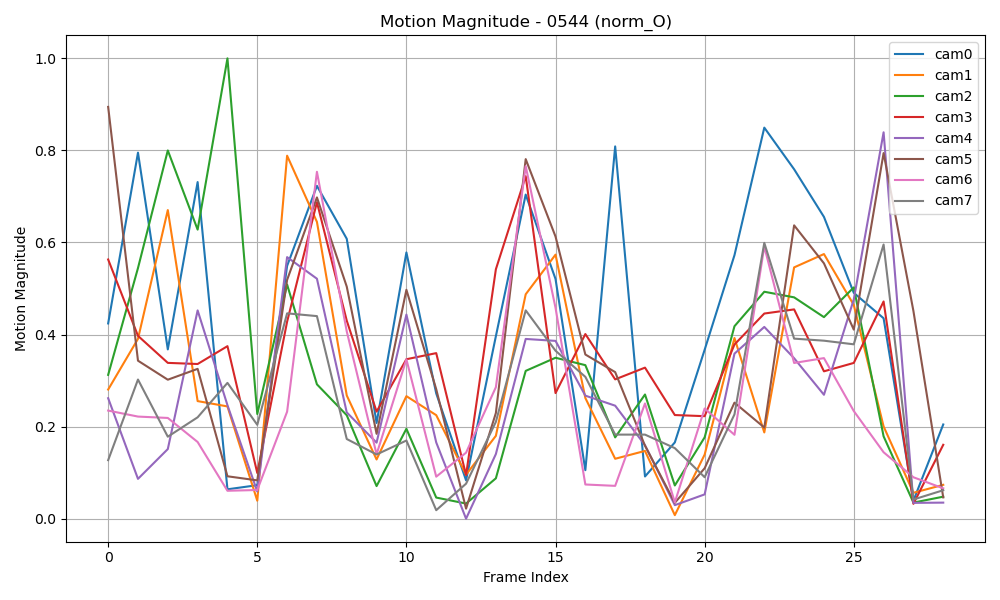 Motion Magnitude - 0544 (norm_O)
cam0
cam1
cam2
cam3
cam4
cam5
cam6
cam7
1.0
0.8
0.6
0.4
0.2
0.0
Motion Magnitude
0 5 10 15 20 25
Frame Index